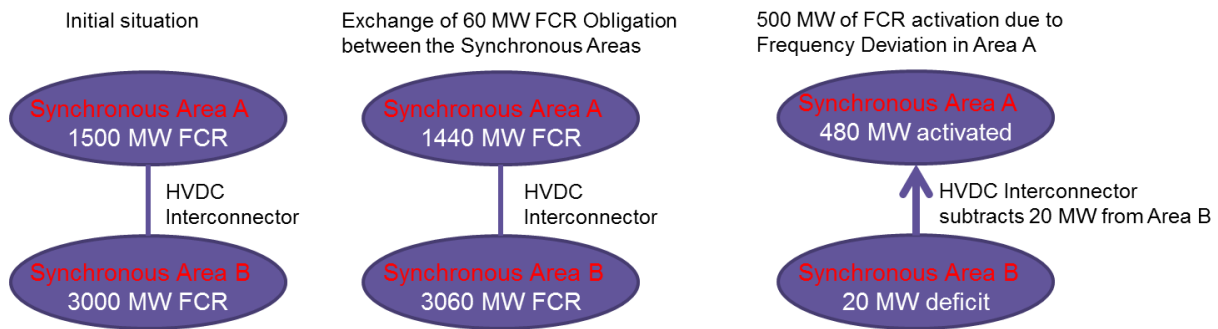 Initial situation
Synchronous Area A
1500 MW FCR
HVDC
Interconnector
Synchronous Area B
3000 MW FCR
Exchange of 60 MW FCR Obligation
between the Synchronous Areas
Synchronous Area A
1440 MW FCR
HVDC
Interconnector
Synchronous Area B
3060 MW FCR
500 MW of FCR activation due to
Frequency Deviation in Area A
Synchronous Area A
480 MW activated
HVDC Interconnector
subtracts 20 MW from Area B
Synchronous Area B
20 MW deficit